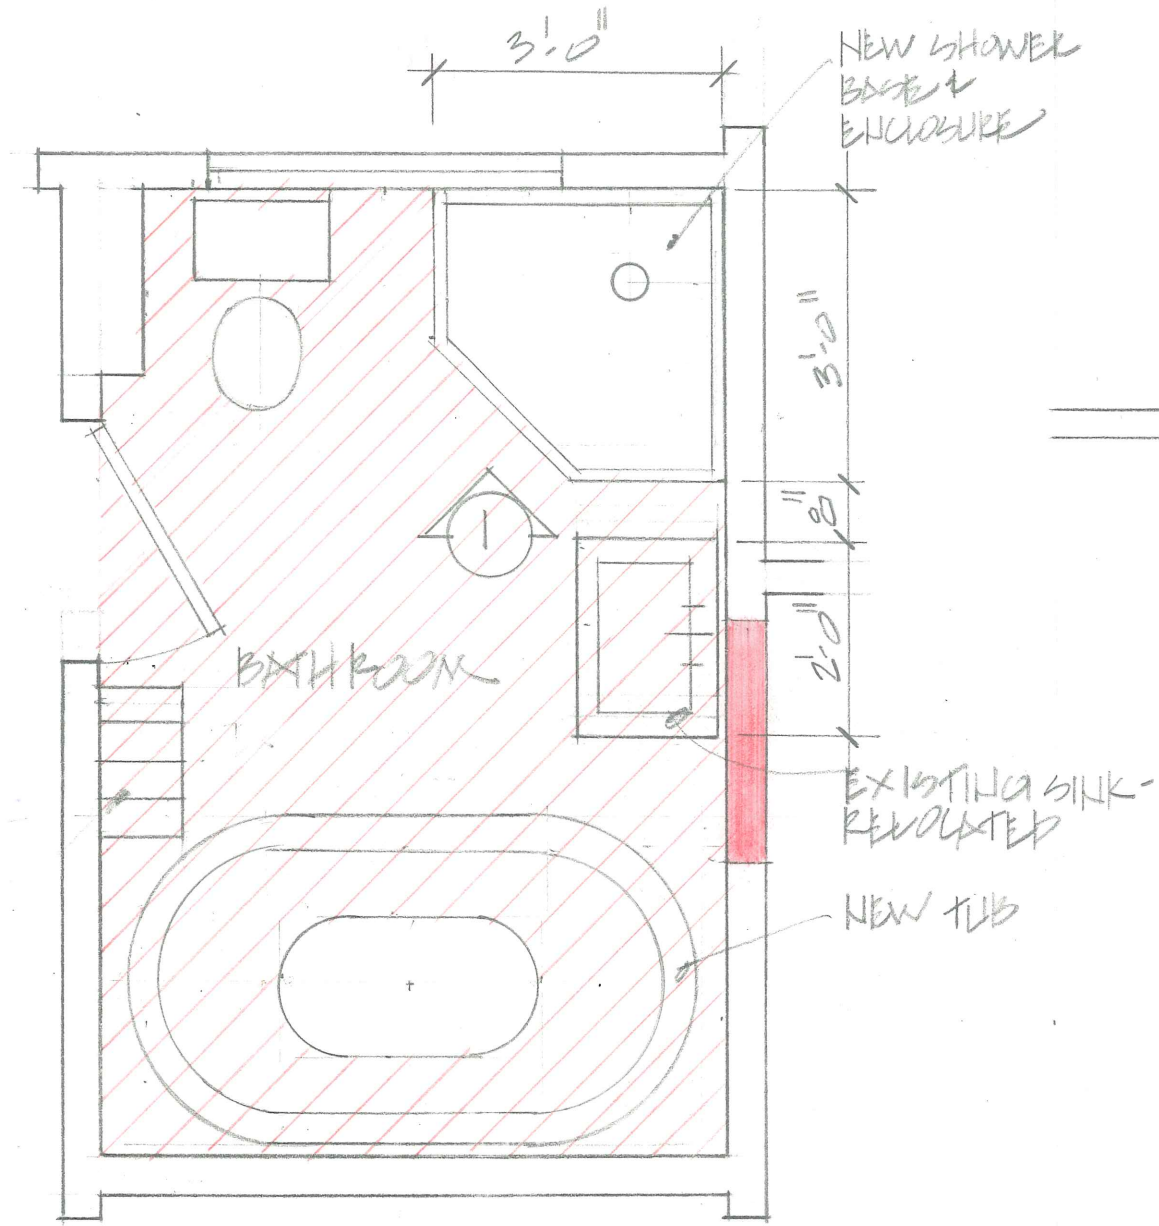 3'-0"
NEW SHOWER
BASE &
ENCLOSURE
3'-0"
8"
1
2'-0"
BATHROOM
EXISTING SINK-
RELOCATED
NEW TUB